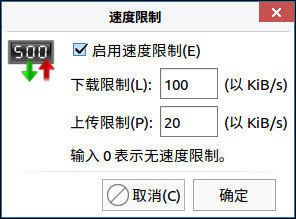 速度限制
500
启用速度限制(E)
下载限制(L): 100 (以 KiB/s)
上传限制(P): 20 (以 KiB/s)
输入 0 表示无速度限制。
取消(C) 确定